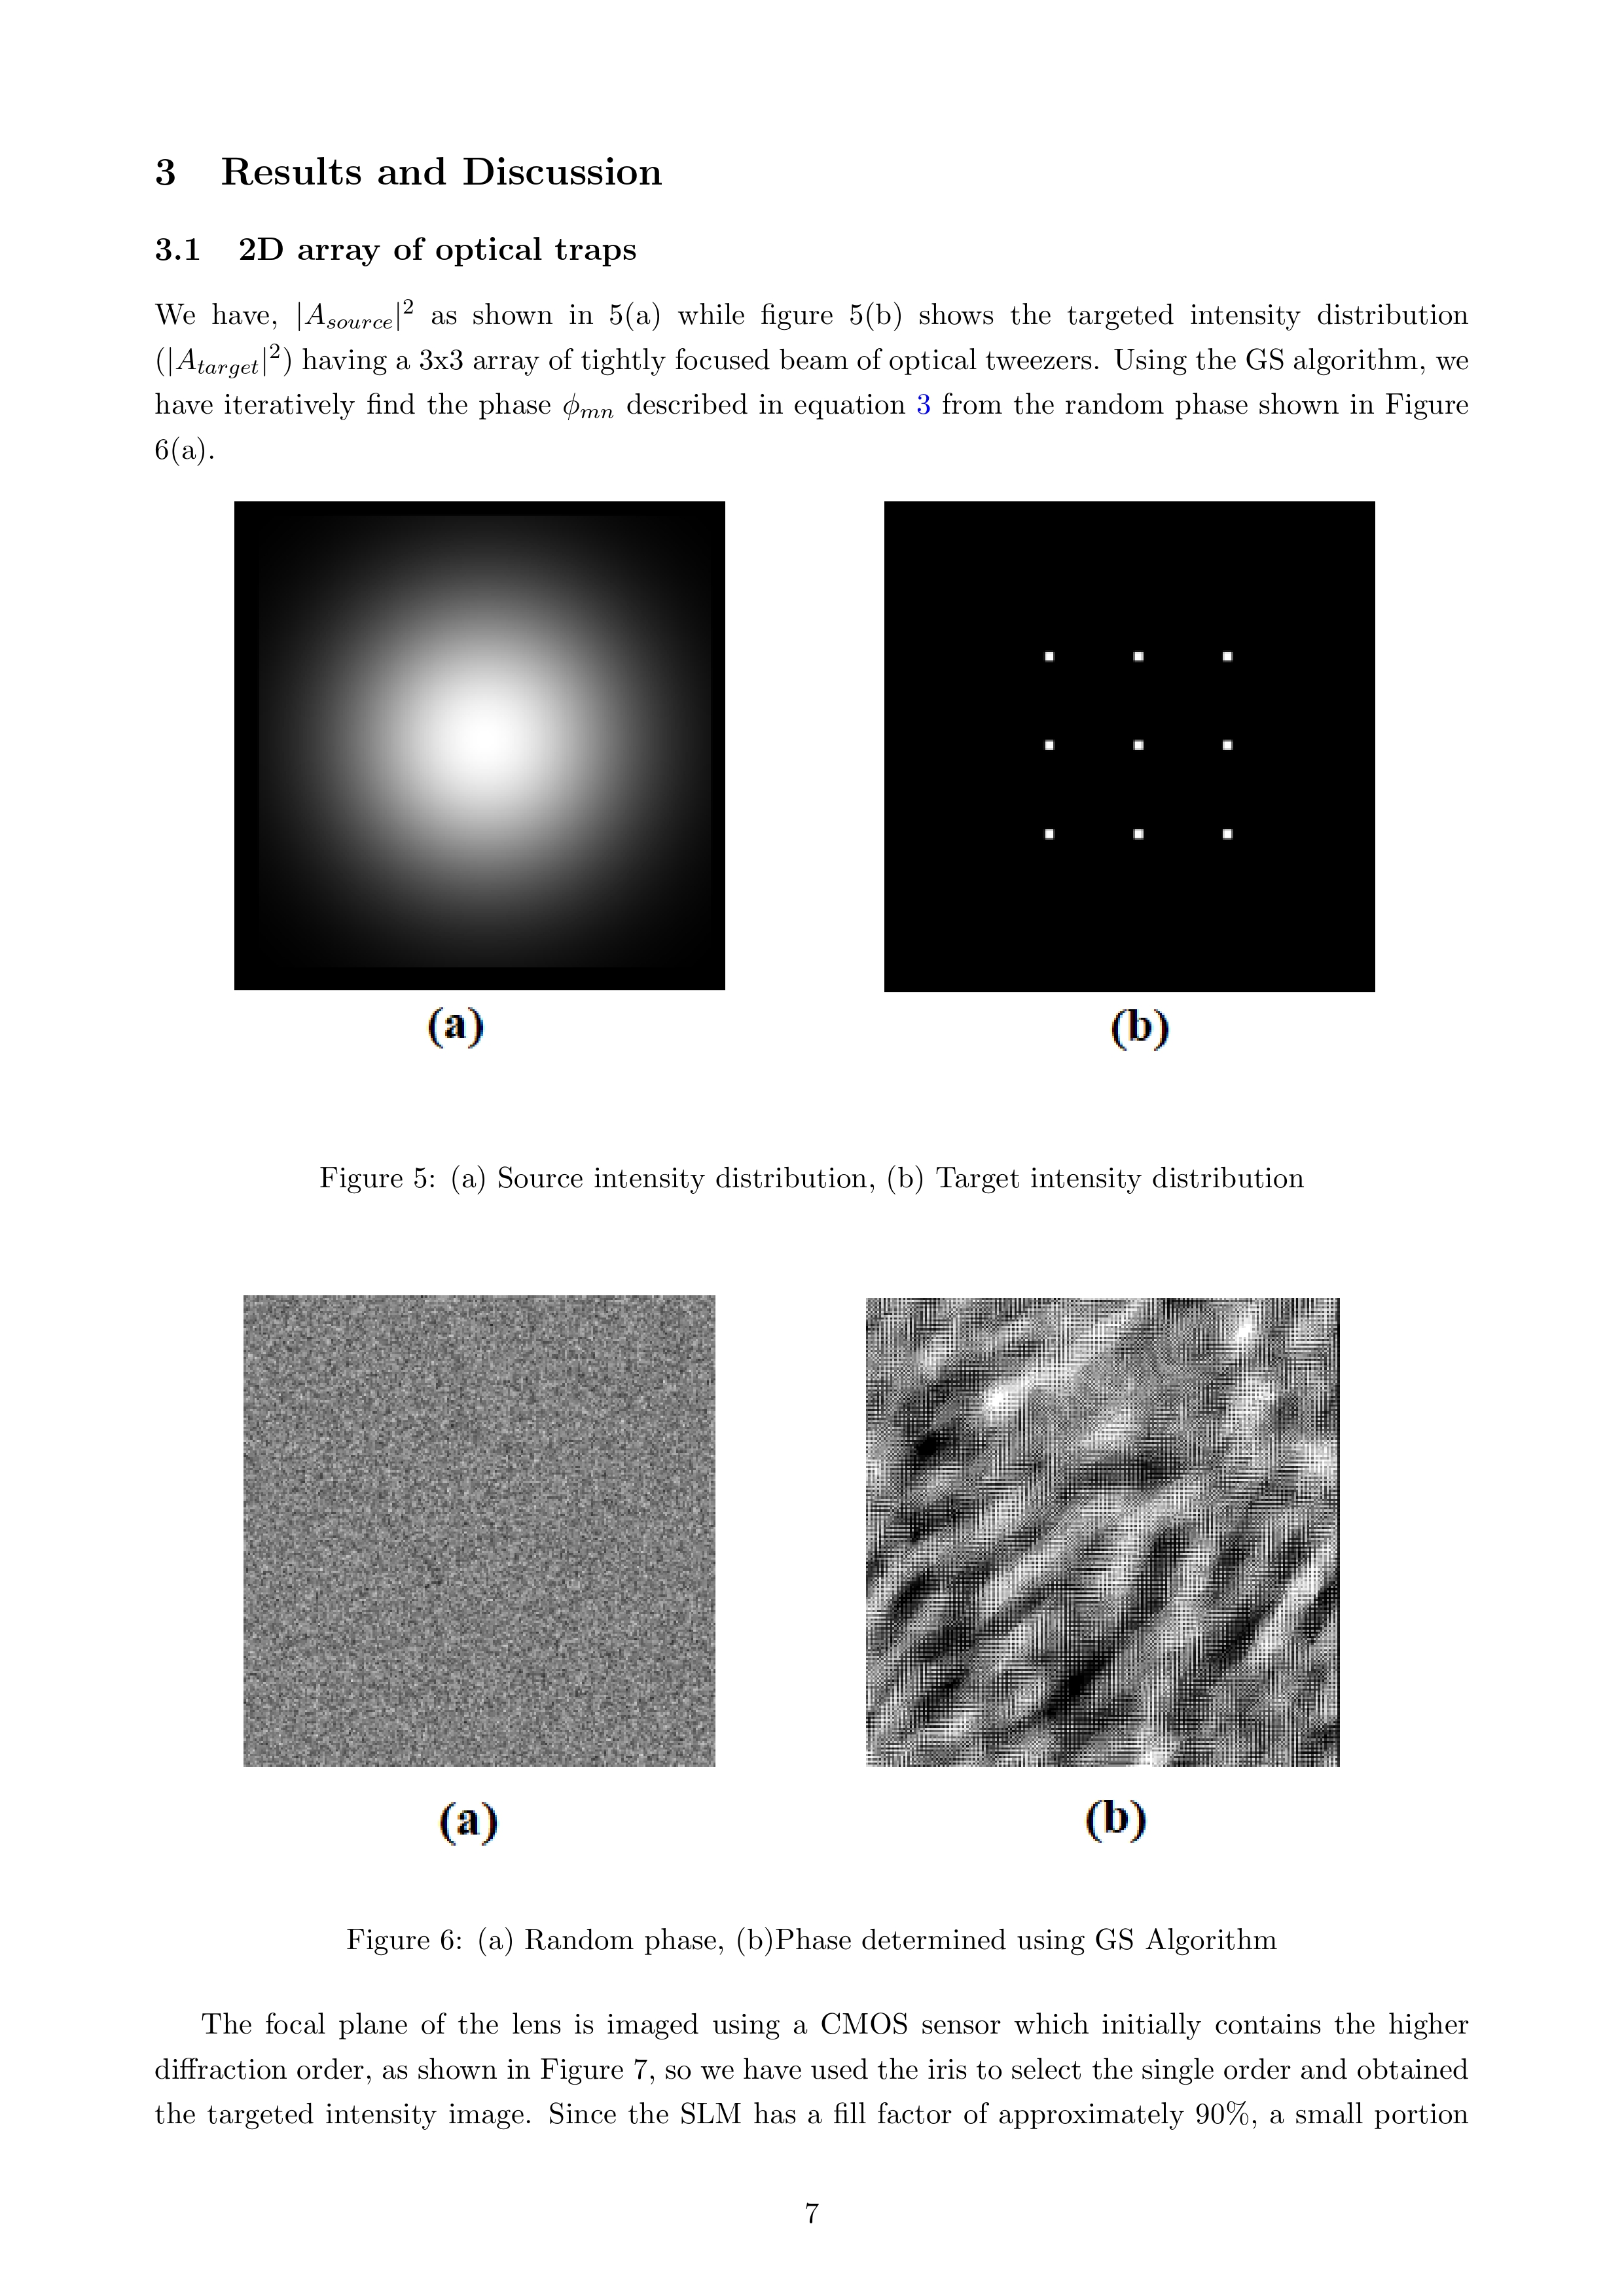 3 Results and Discussion
3.1 2D array of optical traps
We have, |A_source|² as shown in 5(a) while figure 5(b) shows the targeted intensity distribution
(|A_target|²) having a 3x3 array of tightly focused beam of optical tweezers. Using the GS algorithm, we
have iteratively find the phase ϕ_mn described in equation 3 from the random phase shown in Figure
6(a).
(a) (b)
Figure 5: (a) Source intensity distribution, (b) Target intensity distribution
(a) (b)
Figure 6: (a) Random phase, (b)Phase determined using GS Algorithm
The focal plane of the lens is imaged using a CMOS sensor which initially contains the higher
diffraction order, as shown in Figure 7, so we have used the iris to select the single order and obtained
the targeted intensity image. Since the SLM has a fill factor of approximately 90%, a small portion
7